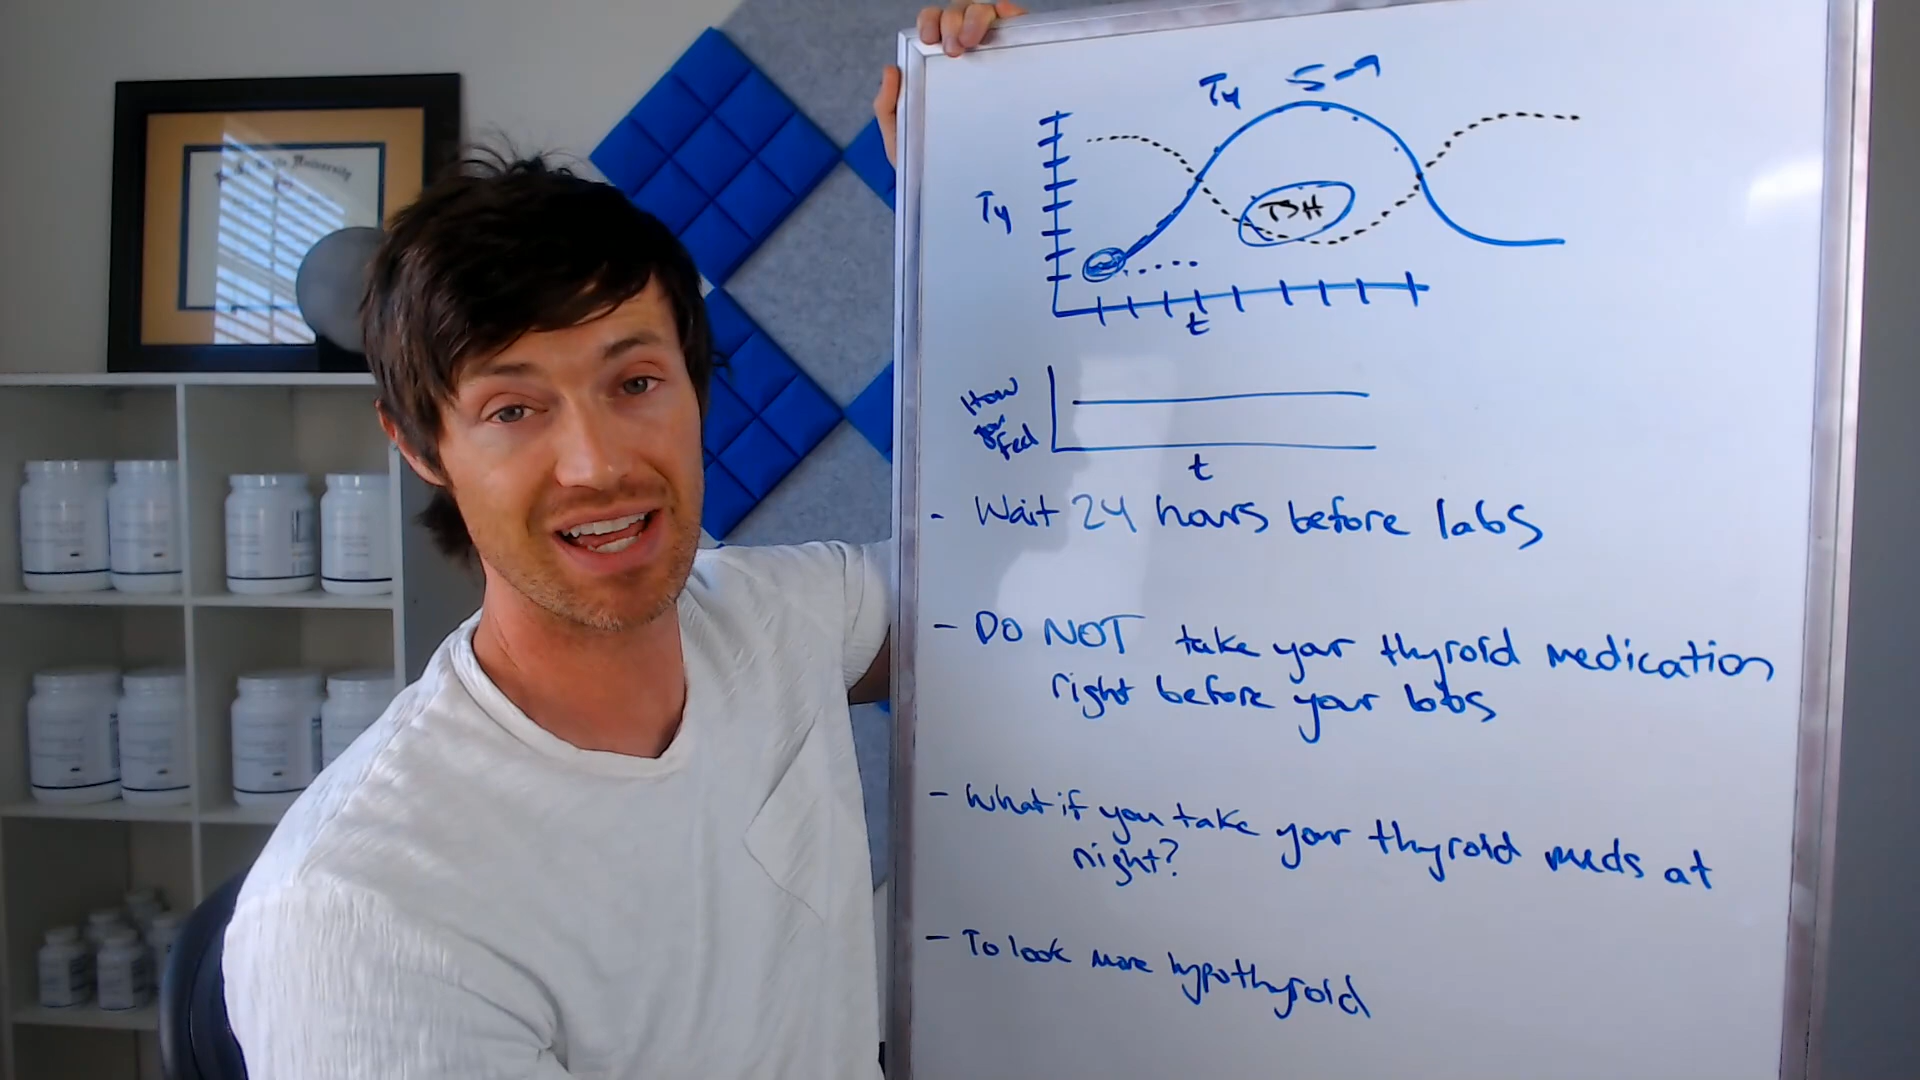 T4 5-7
T4
TSH
t
How
you
Feel
t
- Wait 24 hours before labs
- Do NOT take your thyroid medication
right before your labs
- What if you take your thyroid meds at
night?
- To look more hypothyroid